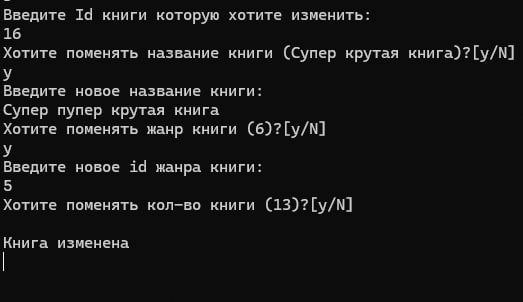 Введите Id книги которую хотите изменить:
16
Хотите поменять название книги (Супер крутая книга)?[y/N]
y
Введите новое название книги:
Супер пупер крутая книга
Хотите поменять жанр книги (6)?[y/N]
y
Введите новое id жанра книги:
5
Хотите поменять кол-во книги (13)?[y/N]
Книга изменена